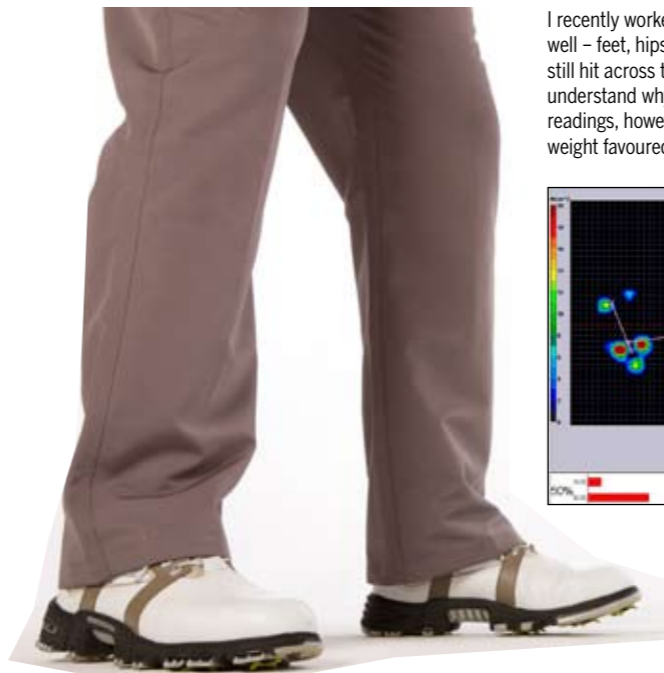 I recently worke
well – feet, hips
still hit across t
understand wh
readings, howe
weight favoured
50%